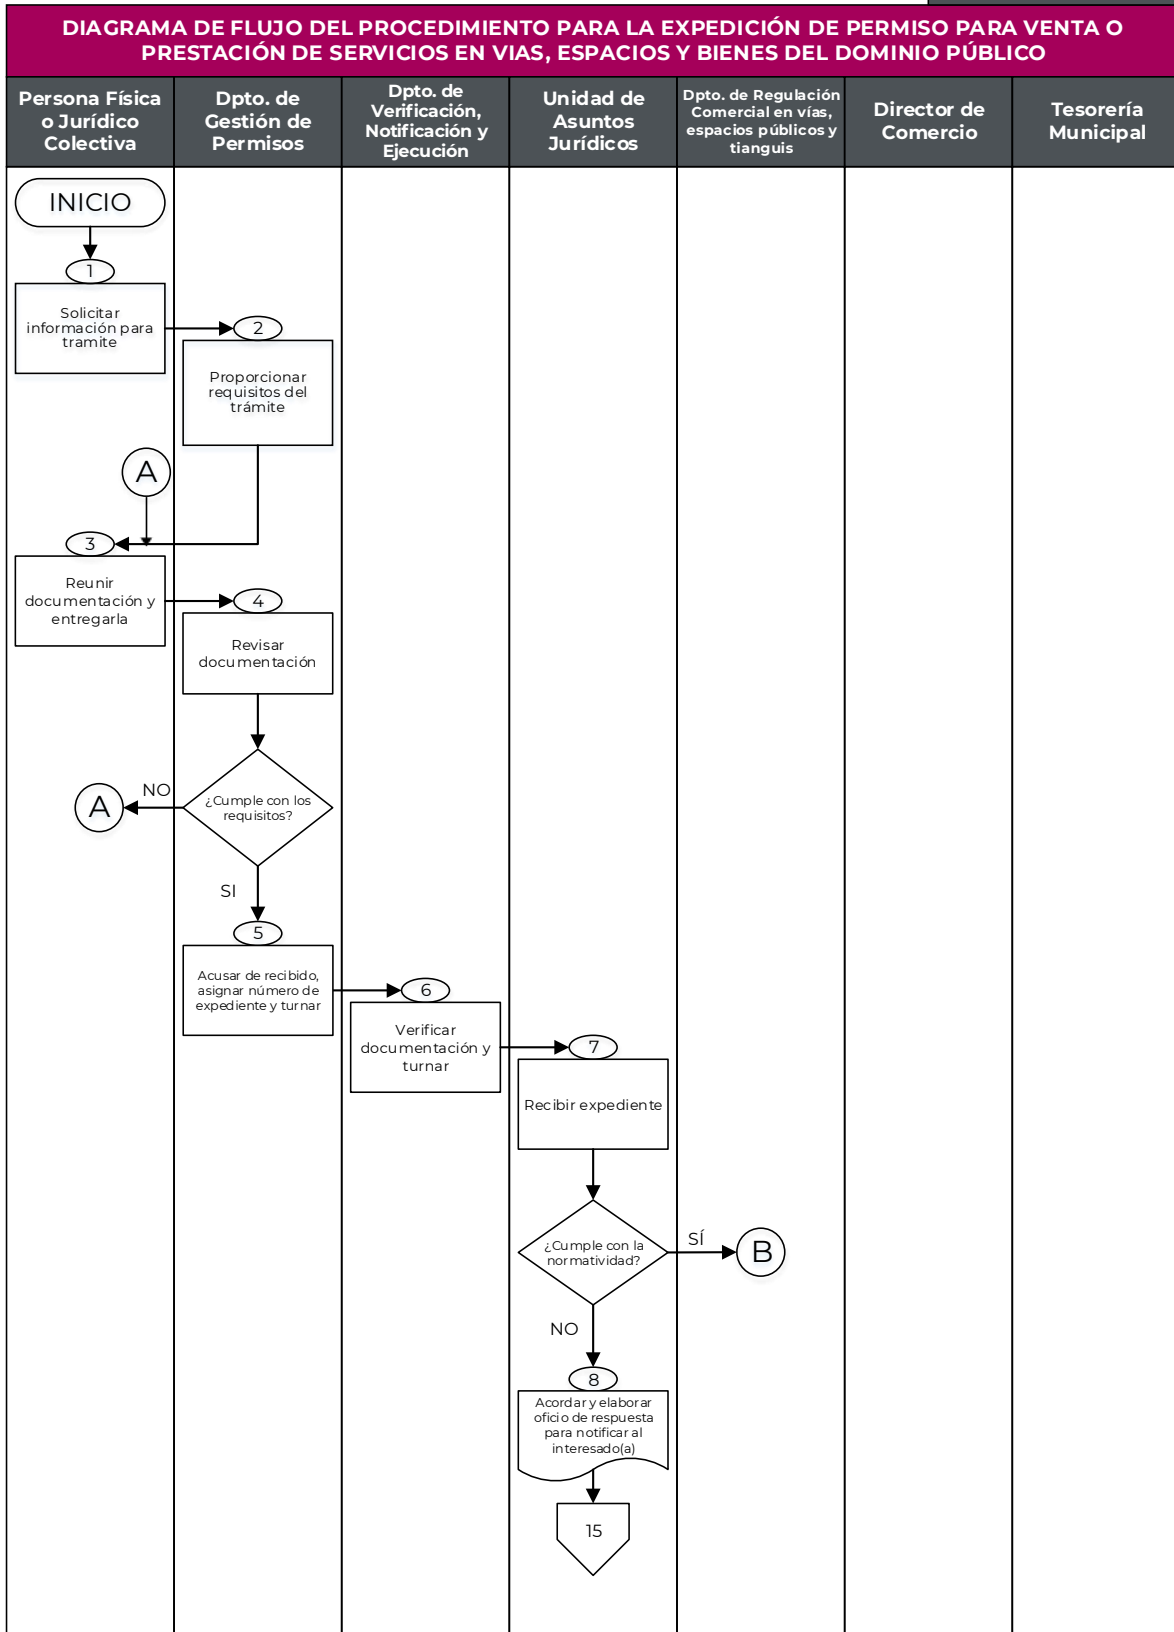 DIAGRAMA DE FLUJO DEL PROCEDIMIENTO PARA LA EXPEDICIÓN DE PERMISO PARA VENTA O
PRESTACIÓN DE SERVICIOS EN VIAS, ESPACIOS Y BIENES DEL DOMINIO PÚBLICO
Persona Física
o Jurídico
Colectiva
Dpto. de
Gestión de
Permisos
Dpto. de
Verificación,
Notificación y
Ejecución
Unidad de
Asuntos
Jurídicos
Dpto. de Regulación
Comercial en vías,
espacios públicos y
tianguis
Director de
Comercio
Tesorería
Municipal
INICIO
1
Solicitar
información para
tramite
2
Proporcionar
requisitos del
trámite
A
3
Reunir
documentación y
entregarla
4
Revisar
documentación
¿Cumple con los
requisitos?
NO
A
SI
5
Acusar de recibido,
asignar número de
expediente y turnar
6
Verificar
documentación y
turnar
7
Recibir expediente
¿Cumple con la
normatividad?
SÍ
B
NO
8
Acordar y elaborar
oficio de respuesta
para notificar al
interesado(a)
15